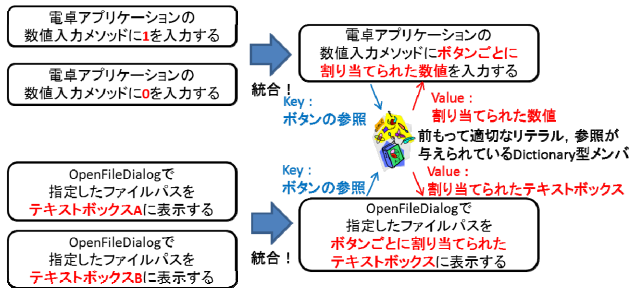 電卓アプリケーションの
数値入力メソッドに1を入力する
電卓アプリケーションの
数値入力メソッドに0を入力する
統合！
電卓アプリケーションの
数値入力メソッドにボタンごとに
割り当てられた数値を入力する
Key：
ボタンの参照
Value：
割り当てられた数値
前もって適切なリテラル，参照が
与えられているDictionary型メンバ
Key：
ボタンの参照
Value：
割り当てられたテキストボックス
OpenFileDialogで
指定したファイルパスを
テキストボックスAに表示する
OpenFileDialogで
指定したファイルパスを
テキストボックスBに表示する
統合！
OpenFileDialogで
指定したファイルパスを
ボタンごとに割り当てられた
テキストボックスに表示する